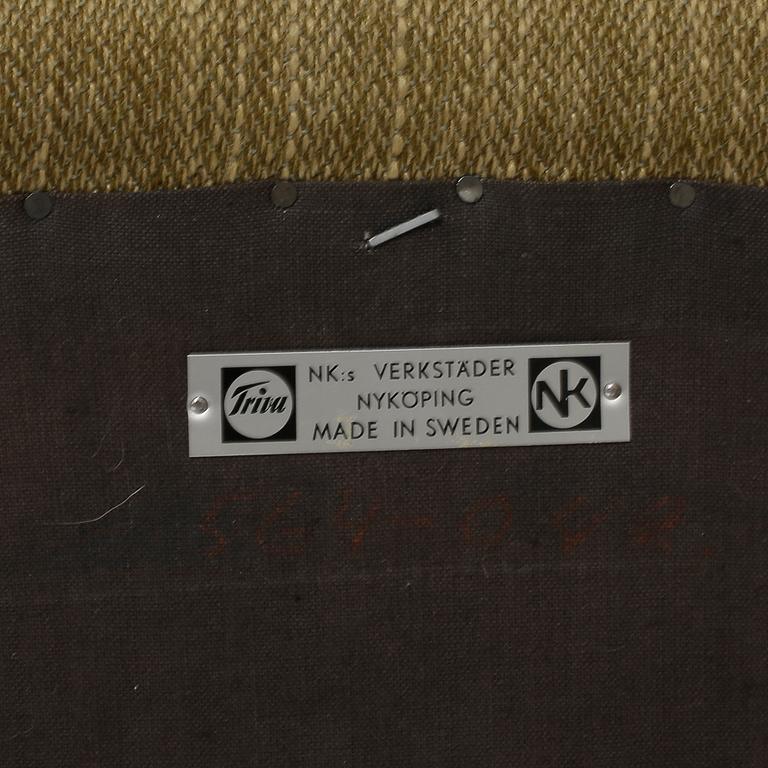 Triva
NK:s VERKSTÄDER
NYKÖPING
MADE IN SWEDEN
NK